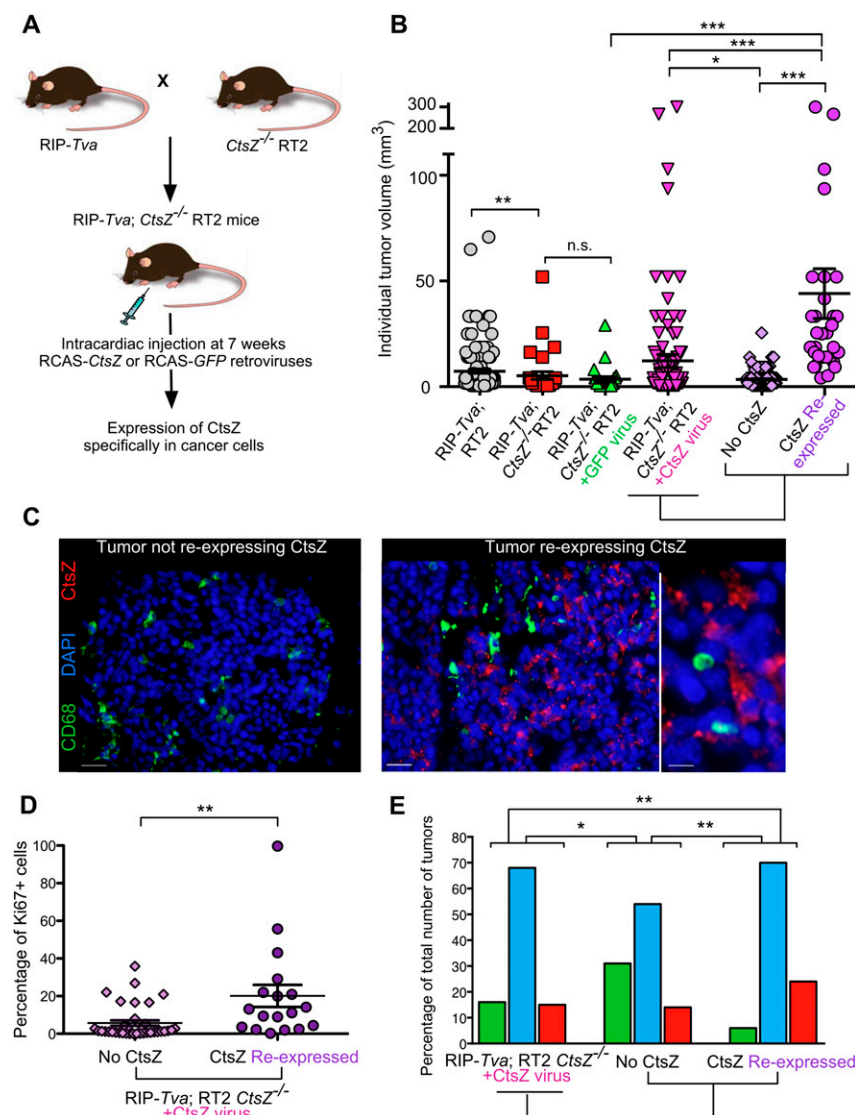 A
X
RIP-Tva
CtsZ-/- RT2
RIP-Tva; CtsZ-/- RT2 mice
Intracardiac injection at 7 weeks
RCAS-CtsZ or RCAS-GFP retroviruses
Expression of CtsZ
specifically in cancer cells
B
Individual tumor volume (mm3)
300
200
100
50
0
**
n.s.
***
***
*
***
RIP-Tva;
RT2
RIP-Tva;
CtsZ-/- RT2
RIP-Tva;
CtsZ-/- RT2
+GFP virus
RIP-Tva;
CtsZ-/- RT2
+CtsZ virus
No CtsZ
CtsZ Re-
expressed
C
CD68 DAPI CtsZ
Tumor not re-expressing CtsZ
Tumor re-expressing CtsZ
D
Percentage of Ki67+ cells
100
80
60
40
20
0
**
No CtsZ
CtsZ Re-expressed
RIP-Tva; RT2 CtsZ-/-
+CtsZ virus
E
Percentage of total number of tumors
80
70
60
50
40
30
20
10
0
**
*
**
RIP-Tva; RT2 CtsZ-/-
+CtsZ virus
No CtsZ
CtsZ Re-expressed